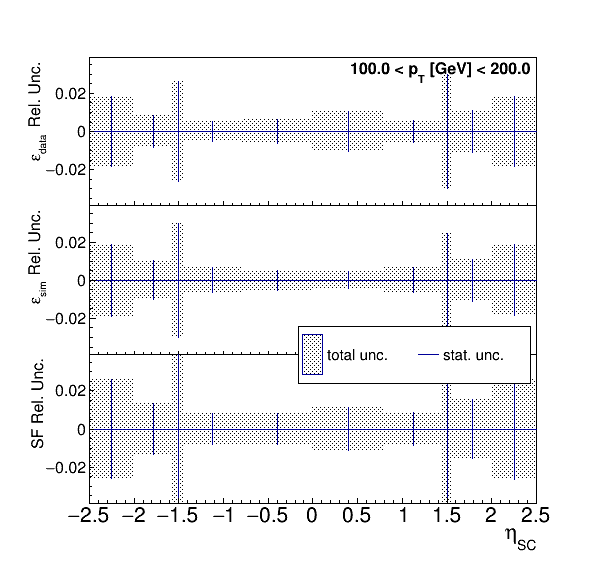 100.0 < p_T [GeV] < 200.0
ε_data Rel. Unc.
0.02
0
−0.02
ε_sim Rel. Unc.
0.02
0
−0.02
total unc.
stat. unc.
SF Rel. Unc.
0.02
0
−0.02
−2.5 −2 −1.5 −1 −0.5 0 0.5 1 1.5 2 2.5
η_SC